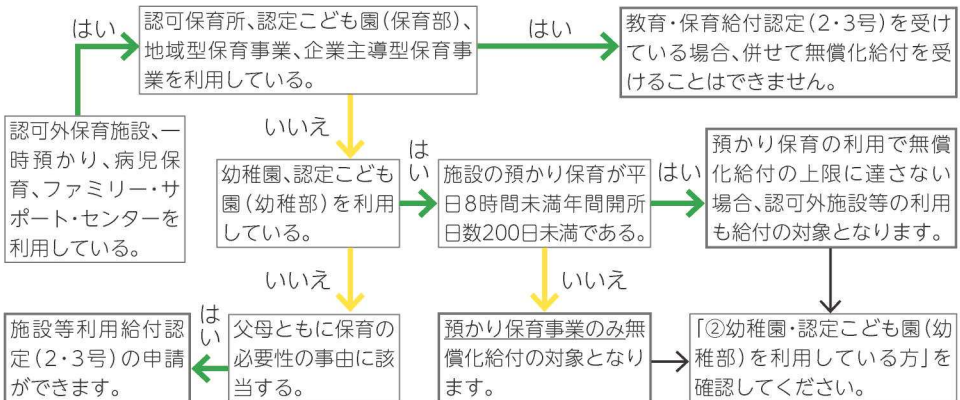 認可外保育施設、一
時預かり、病児保
育、ファミリー・サ
ポート・センターを
利用している。
はい
認可保育所、認定こども園(保育部)、
地域型保育事業、企業主導型保育事
業を利用している。
はい
教育・保育給付認定(2・3号)を受け
ている場合、併せて無償化給付を受
けることはできません。
いいえ
幼稚園、認定こども
園(幼稚部)を利用
している。
はい
施設の預かり保育が平
日8時間未満年間開所
日数200日未満である。
はい
預かり保育の利用で無償
化給付の上限に達さない
場合、認可外施設等の利用
も給付の対象となります。
いいえ
父母ともに保育の
必要性の事由に該
当する。
はい
施設等利用給付認
定(2・3号)の申請
ができます。
いいえ
預かり保育事業のみ無
償化給付の対象となり
ます。
「②幼稚園・認定こども園(幼
稚部)を利用している方」を
確認してください。